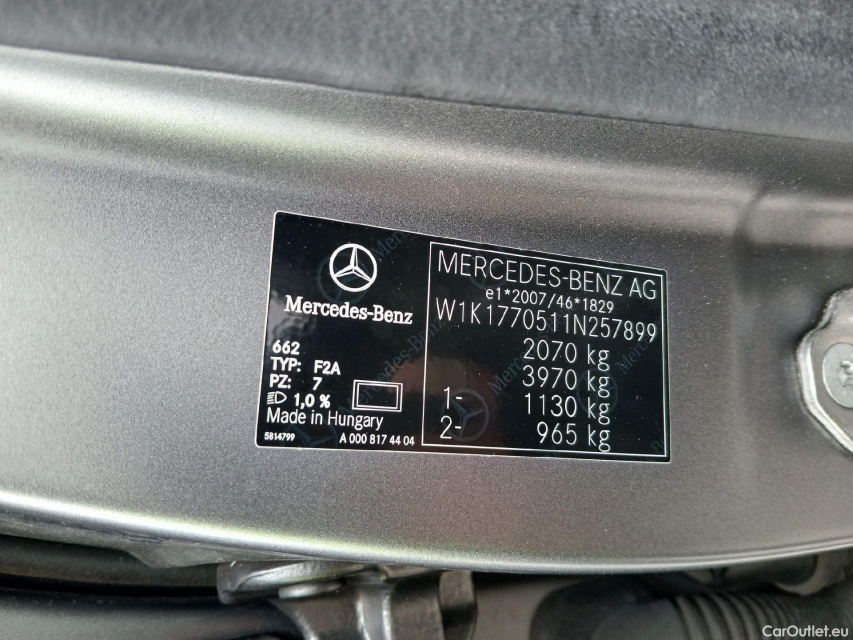 Mercedes-Benz
662
TYP: F2A
PZ: 7
1,0 %
Made in Hungary
5814799 A 000 817 44 04
MERCEDES-BENZ AG
e1*2007/46*1829
W1K1770511N257899
2070 kg
3970 kg
1- 1130 kg
2- 965 kg
CarOutlet.eu